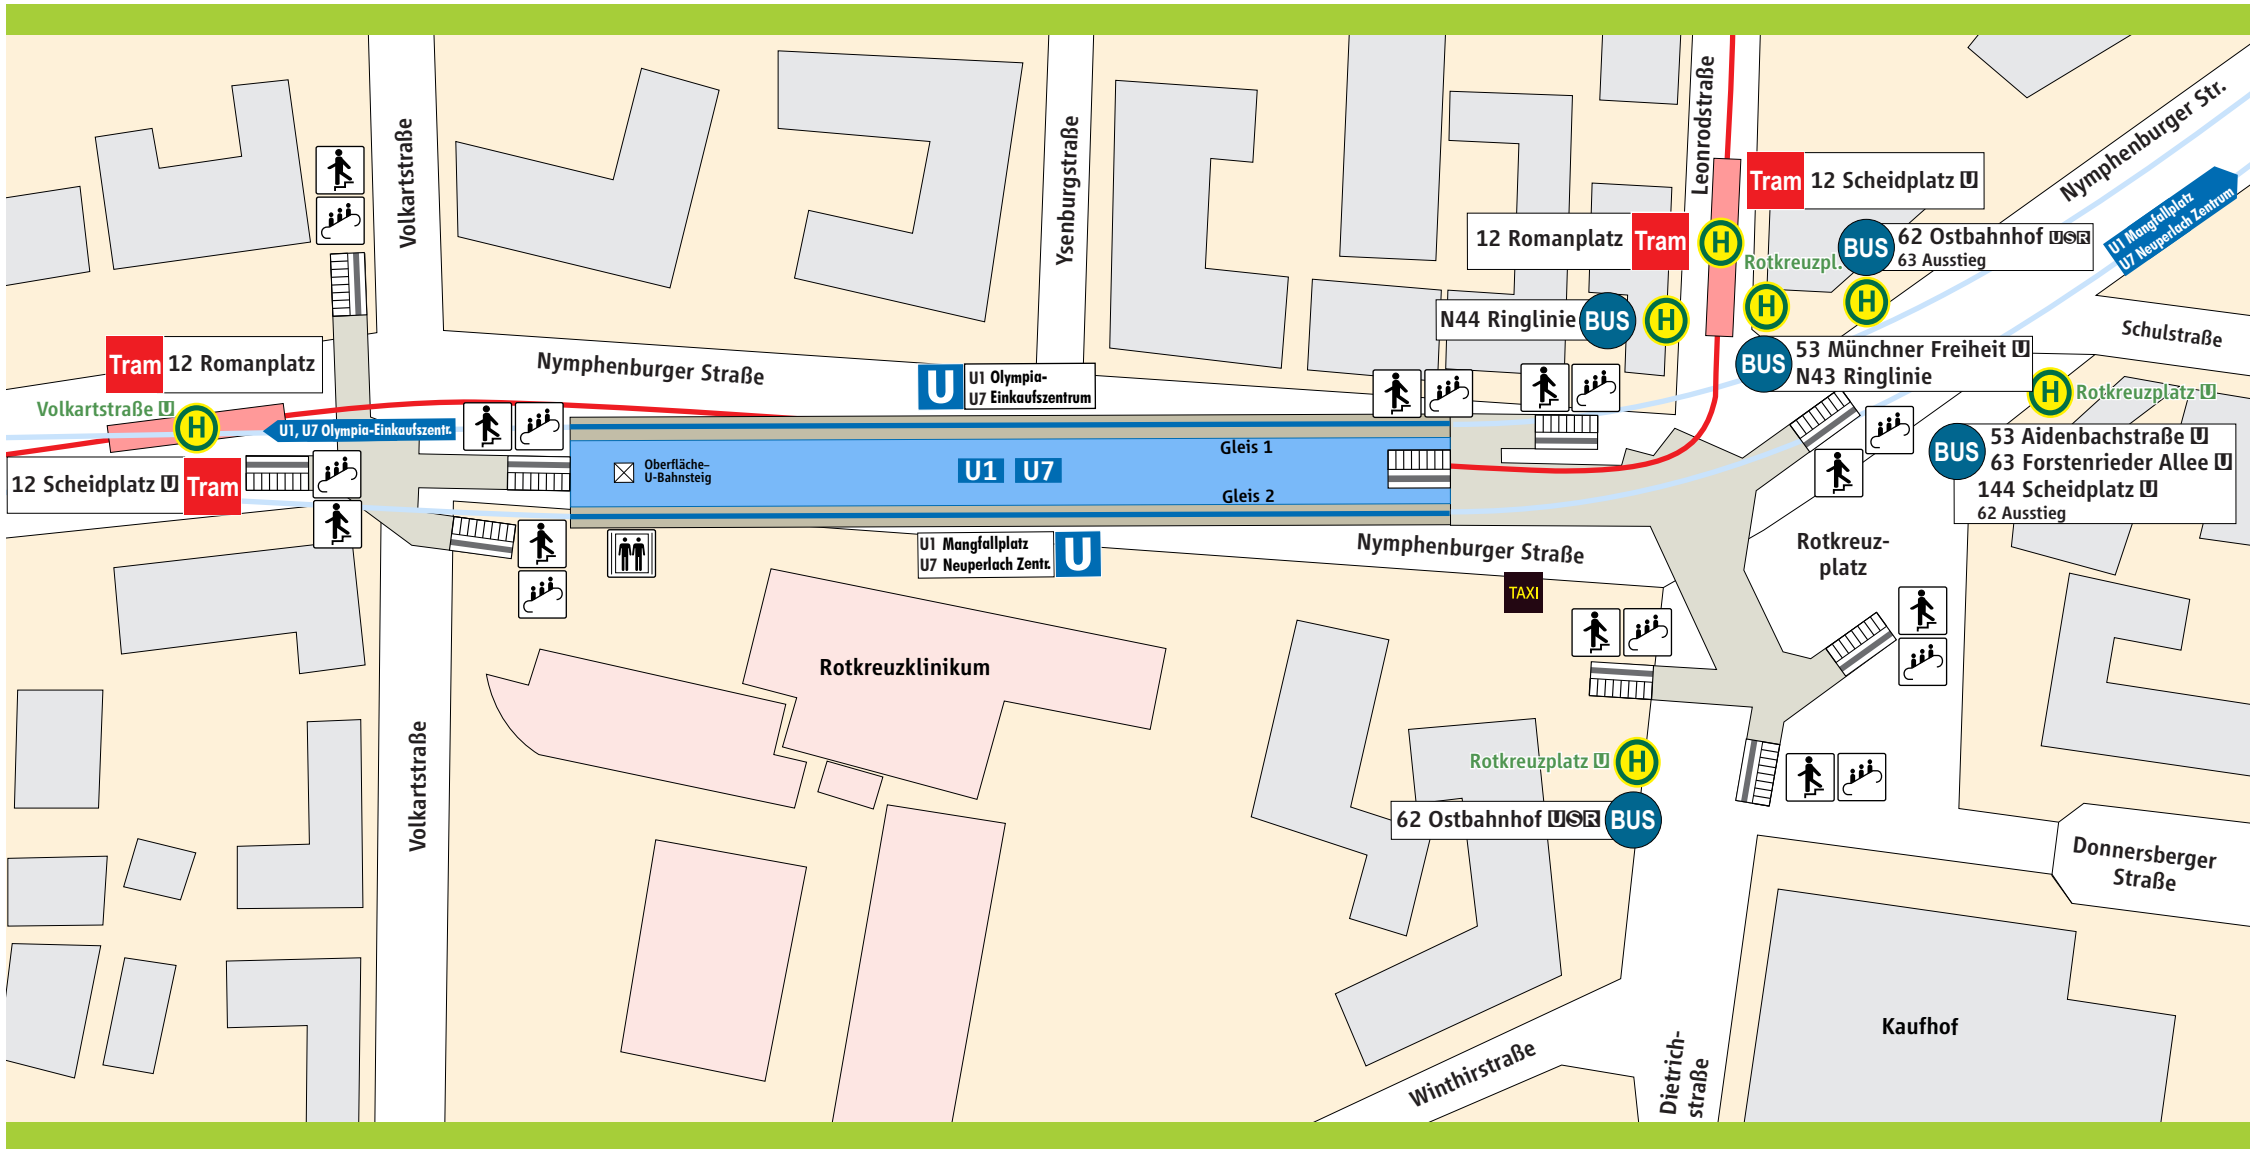 Volkartstraße
Ysenburgstraße
Leonrodstraße
Nymphenburger Str.
Tram 12 Scheidplatz U
12 Romanplatz Tram
H
Rotkreuzpl.
BUS 62 Ostbahnhof U S R
63 Ausstieg
U1 Mangfallplatz
U7 Neuperlach Zentrum
H
H
N44 Ringlinie BUS
H
Schulstraße
BUS 53 Münchner Freiheit U
N43 Ringlinie
Tram 12 Romanplatz
Nymphenburger Straße
U
U1 Olympia-
U7 Einkaufszentrum
H
Rotkreuzplatz U
Volkartstraße U
H
U1, U7 Olympia-Einkaufszentr.
Gleis 1
BUS
53 Aidenbachstraße U
63 Forstenrieder Allee U
144 Scheidplatz U
62 Ausstieg
Oberfläche–
U-Bahnsteig
U1 U7
12 Scheidplatz U Tram
Gleis 2
U1 Mangfallplatz
U7 Neuperlach Zentr.
U
Nymphenburger Straße
Rotkreuz-
platz
TAXI
Rotkreuzklinikum
Volkartstraße
Rotkreuzplatz U
H
62 Ostbahnhof U S R BUS
Donnersberger
Straße
Kaufhof
Winthirstraße
Dietrich-
straße